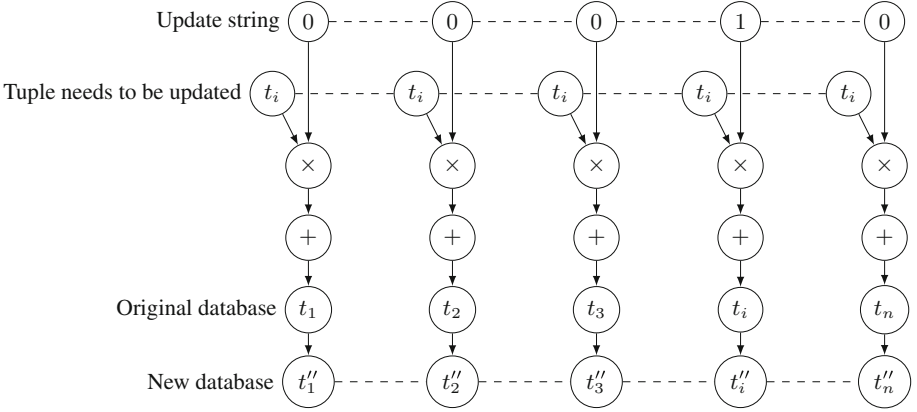 Update string 0 0 0 1 0
Tuple needs to be updated t_i t_i t_i t_i t_i
× × × × ×
+ + + + +
Original database t_1 t_2 t_3 t_i t_n
New database t''_1 t''_2 t''_3 t''_i t''_n